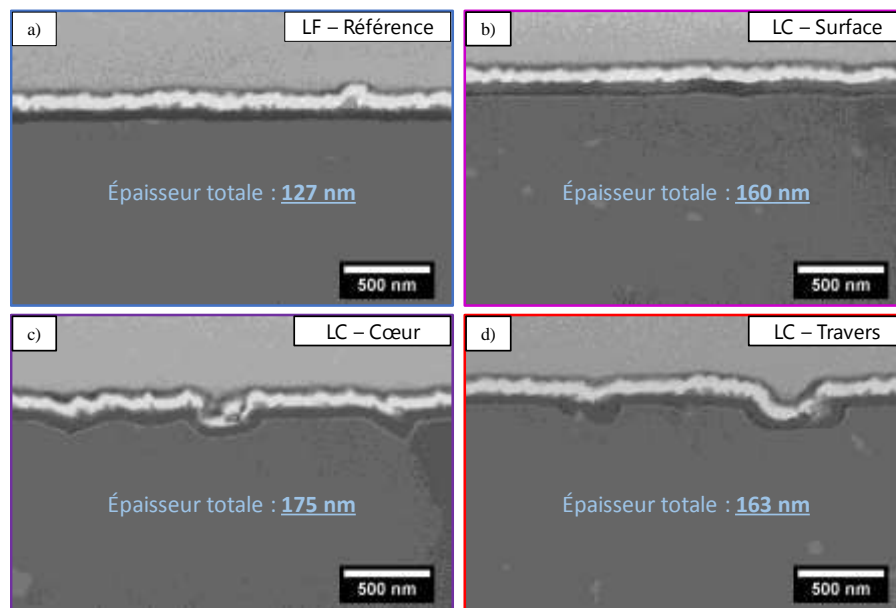 a)
LF – Référence
Épaisseur totale : 127 nm
500 nm
b)
LC – Surface
Épaisseur totale : 160 nm
500 nm
c)
LC – Cœur
Épaisseur totale : 175 nm
500 nm
d)
LC – Travers
Épaisseur totale : 163 nm
500 nm